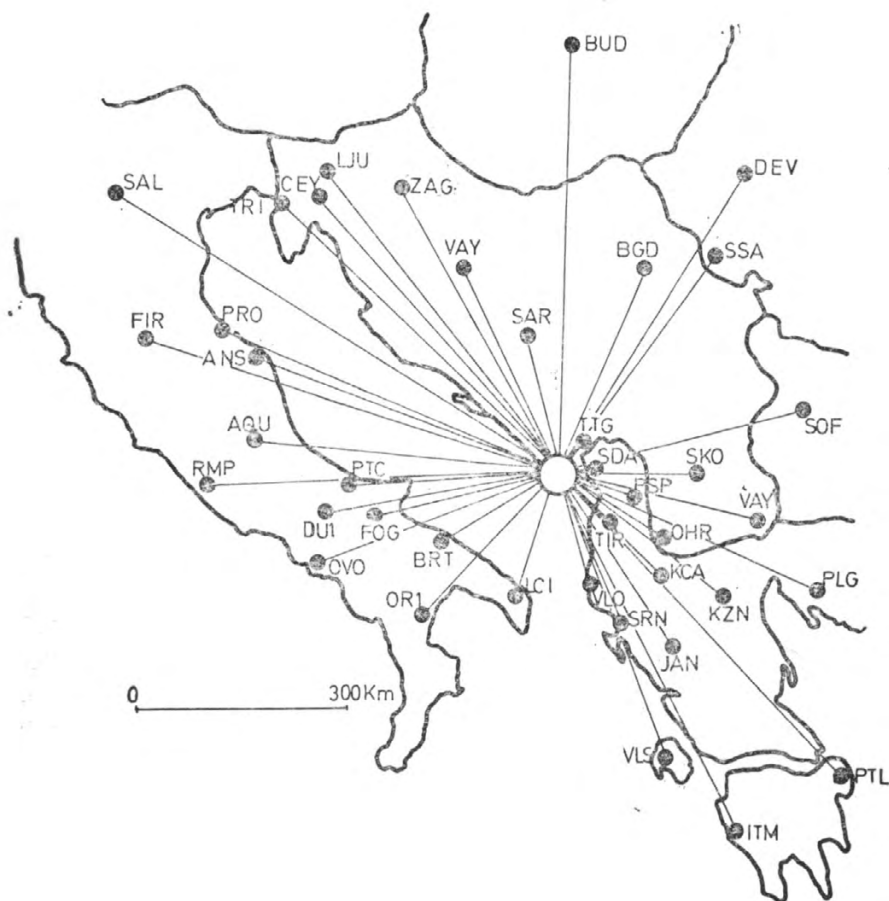 BUD
LJU
DEV
SAL
CEY
ZAG
TRI
VAY
BGD
SSA
FIR
PRO
SAR
ANS
AQU
TTG
SOF
RMP
PTC
SDA
SKO
PSP
VAY
DU1
FOG
TIR
OHR
BRT
OVO
KCA
PLG
OR1
LCI
VLO
KZN
SRN
JAN
0
300Km
VLS
PTL
ITM